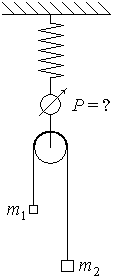 P = ?
m₁
m₂